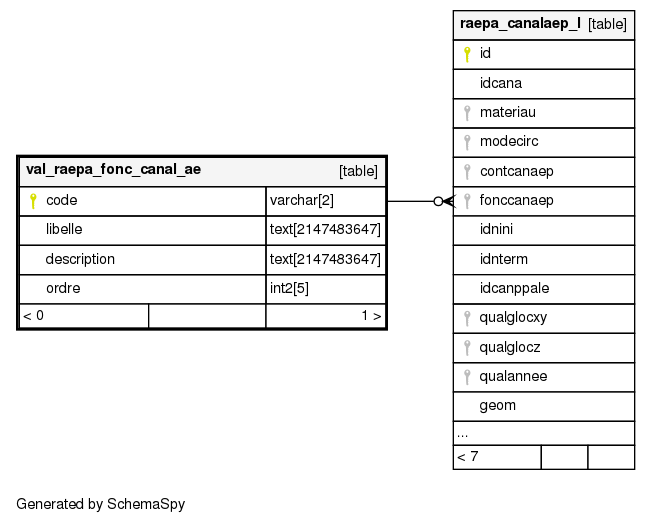 val_raepa_fonc_canal_ae [table]
code varchar[2]
libelle text[2147483647]
description text[2147483647]
ordre int2[5]
< 0 1 >
raepa_canalaep_l [table]
id
idcana
materiau
modecirc
contcanaep
fonccanaep
idnini
idnterm
idcanppale
qualglocxy
qualglocz
qualannee
geom
...
< 7
Generated by SchemaSpy